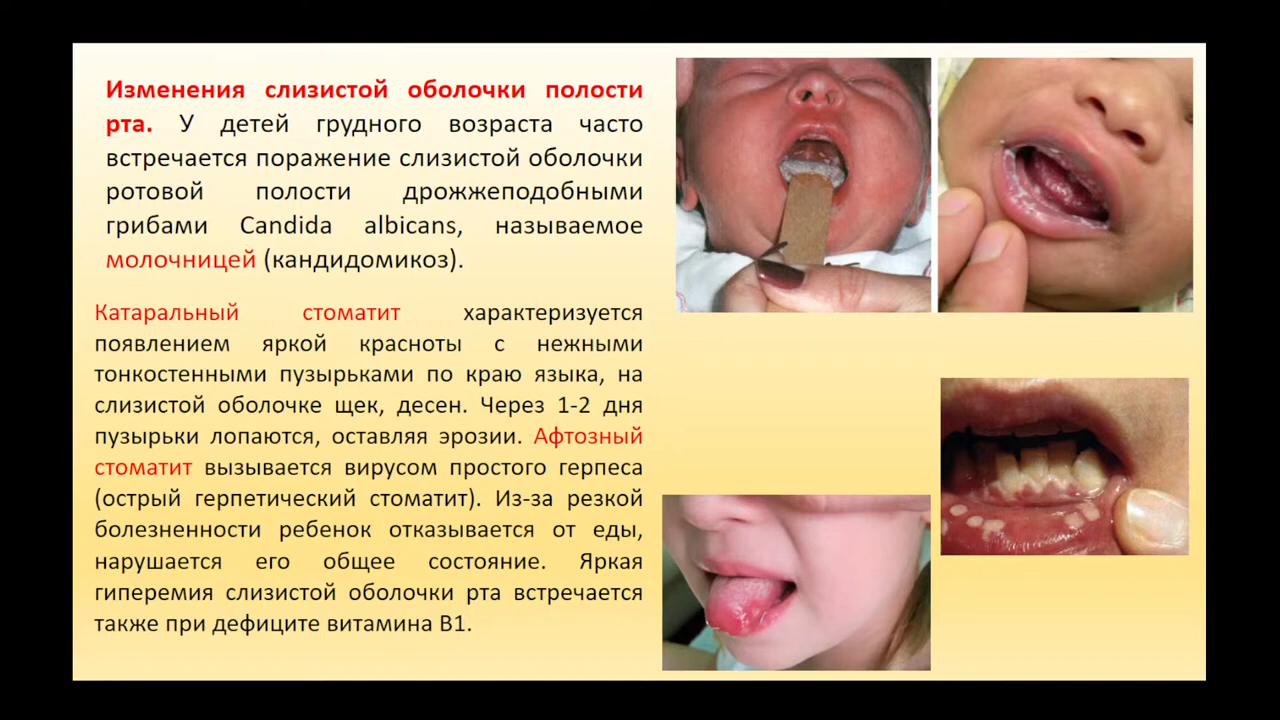 Изменения слизистой оболочки полости
рта. У детей грудного возраста часто
встречается поражение слизистой оболочки
ротовой полости дрожжеподобными
грибами Candida albicans, называемое
молочницей (кандидомикоз).
Катаральный стоматит характеризуется
появлением яркой красноты с нежными
тонкостенными пузырьками по краю языка, на
слизистой оболочке щек, десен. Через 1-2 дня
пузырьки лопаются, оставляя эрозии. Афтозный
стоматит вызывается вирусом простого герпеса
(острый герпетический стоматит). Из-за резкой
болезненности ребенок отказывается от еды,
нарушается его общее состояние. Яркая
гиперемия слизистой оболочки рта встречается
также при дефиците витамина В1.